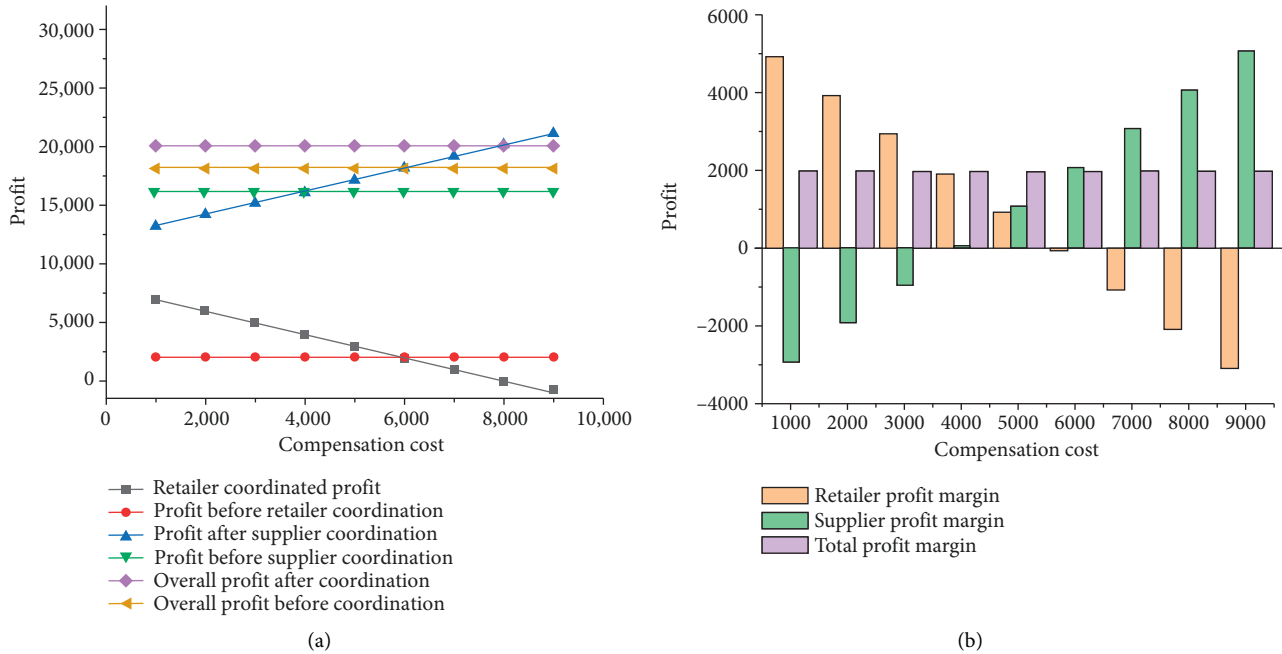 30,000
25,000
20,000
15,000
10,000
5,000
0
Profit
0
2,000
4,000
6,000
8,000
10,000
Compensation cost
Retailer coordinated profit
Profit before retailer coordination
Profit after supplier coordination
Profit before supplier coordination
Overall profit after coordination
Overall profit before coordination
(a)
6000
4000
2000
0
–2000
–4000
Profit
1000
2000
3000
4000
5000
6000
7000
8000
9000
Compensation cost
Retailer profit margin
Supplier profit margin
Total profit margin
(b)